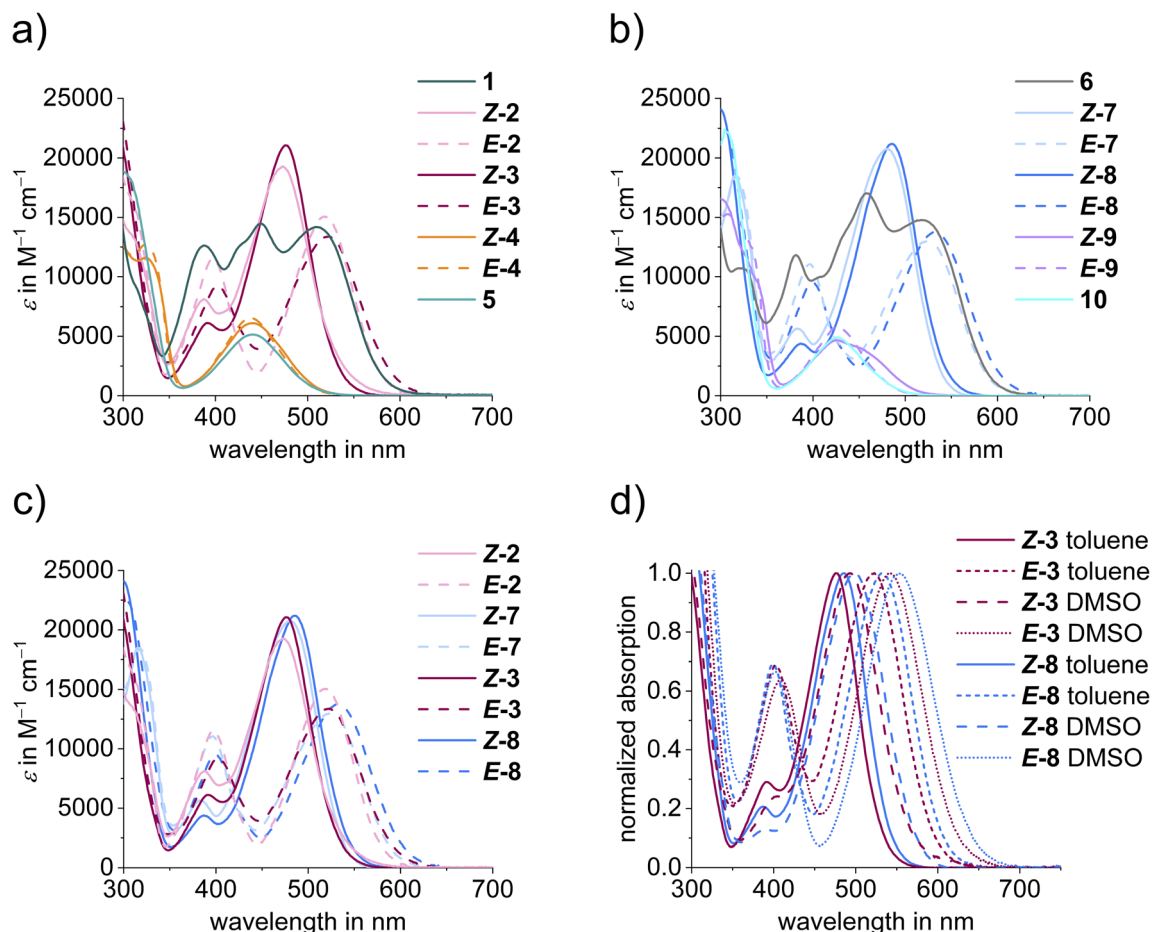 a)
1
Z-2
E-2
Z-3
E-3
Z-4
E-4
5
25000
20000
15000
10000
5000
0
ε in M⁻¹ cm⁻¹
300 400 500 600 700
wavelength in nm
b)
6
Z-7
E-7
Z-8
E-8
Z-9
E-9
10
25000
20000
15000
10000
5000
0
ε in M⁻¹ cm⁻¹
300 400 500 600 700
wavelength in nm
c)
Z-2
E-2
Z-7
E-7
Z-3
E-3
Z-8
E-8
25000
20000
15000
10000
5000
0
ε in M⁻¹ cm⁻¹
300 400 500 600 700
wavelength in nm
d)
Z-3 toluene
E-3 toluene
Z-3 DMSO
E-3 DMSO
Z-8 toluene
E-8 toluene
Z-8 DMSO
E-8 DMSO
1.0
0.8
0.6
0.4
0.2
0.0
normalized absorption
300 400 500 600 700
wavelength in nm